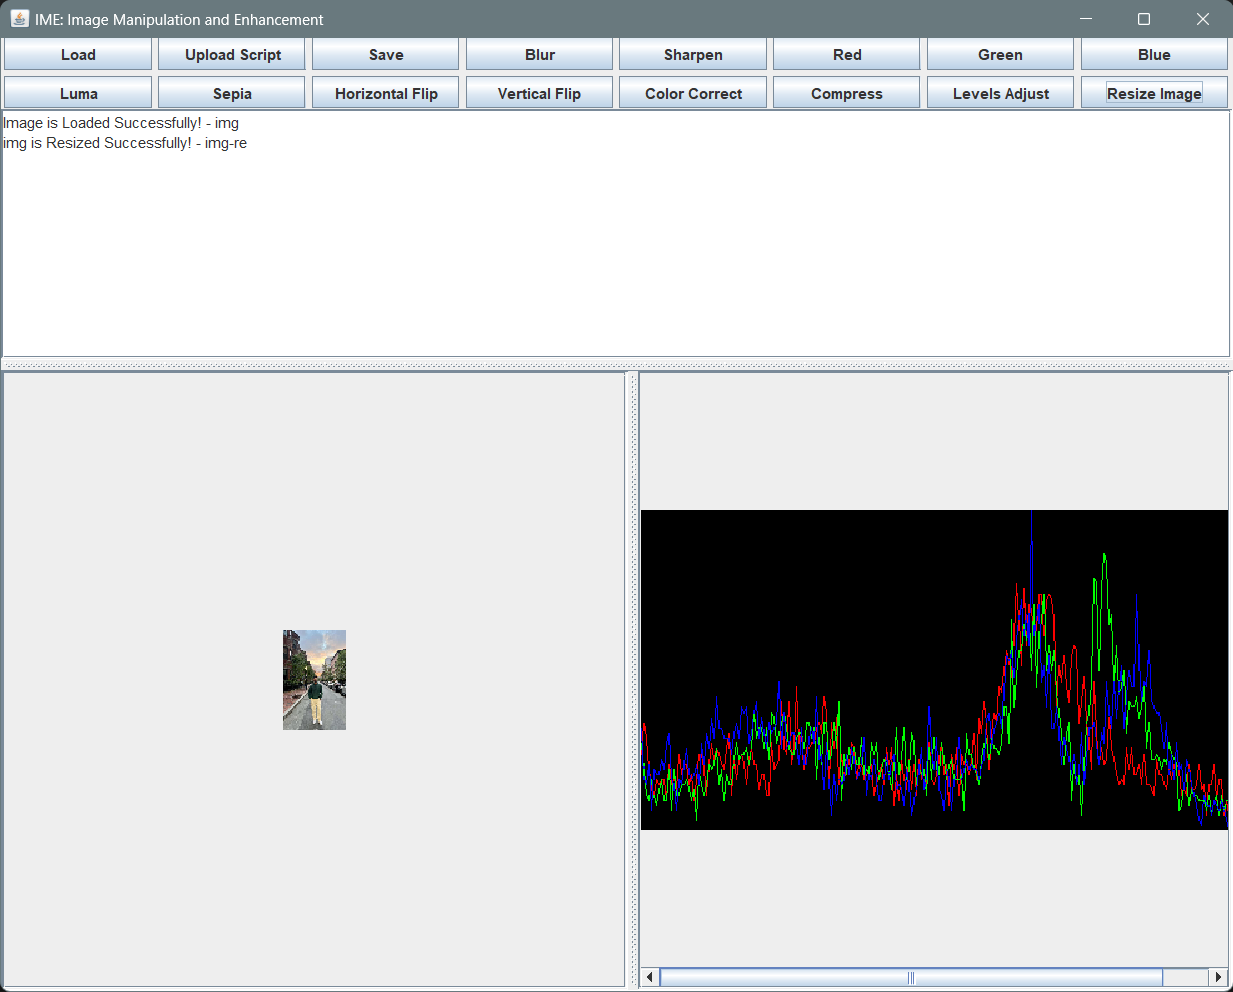 IME: Image Manipulation and Enhancement
Load Upload Script Save Blur Sharpen Red Green Blue
Luma Sepia Horizontal Flip Vertical Flip Color Correct Compress Levels Adjust Resize Image
Image is Loaded Successfully! - img
img is Resized Successfully! - img-re